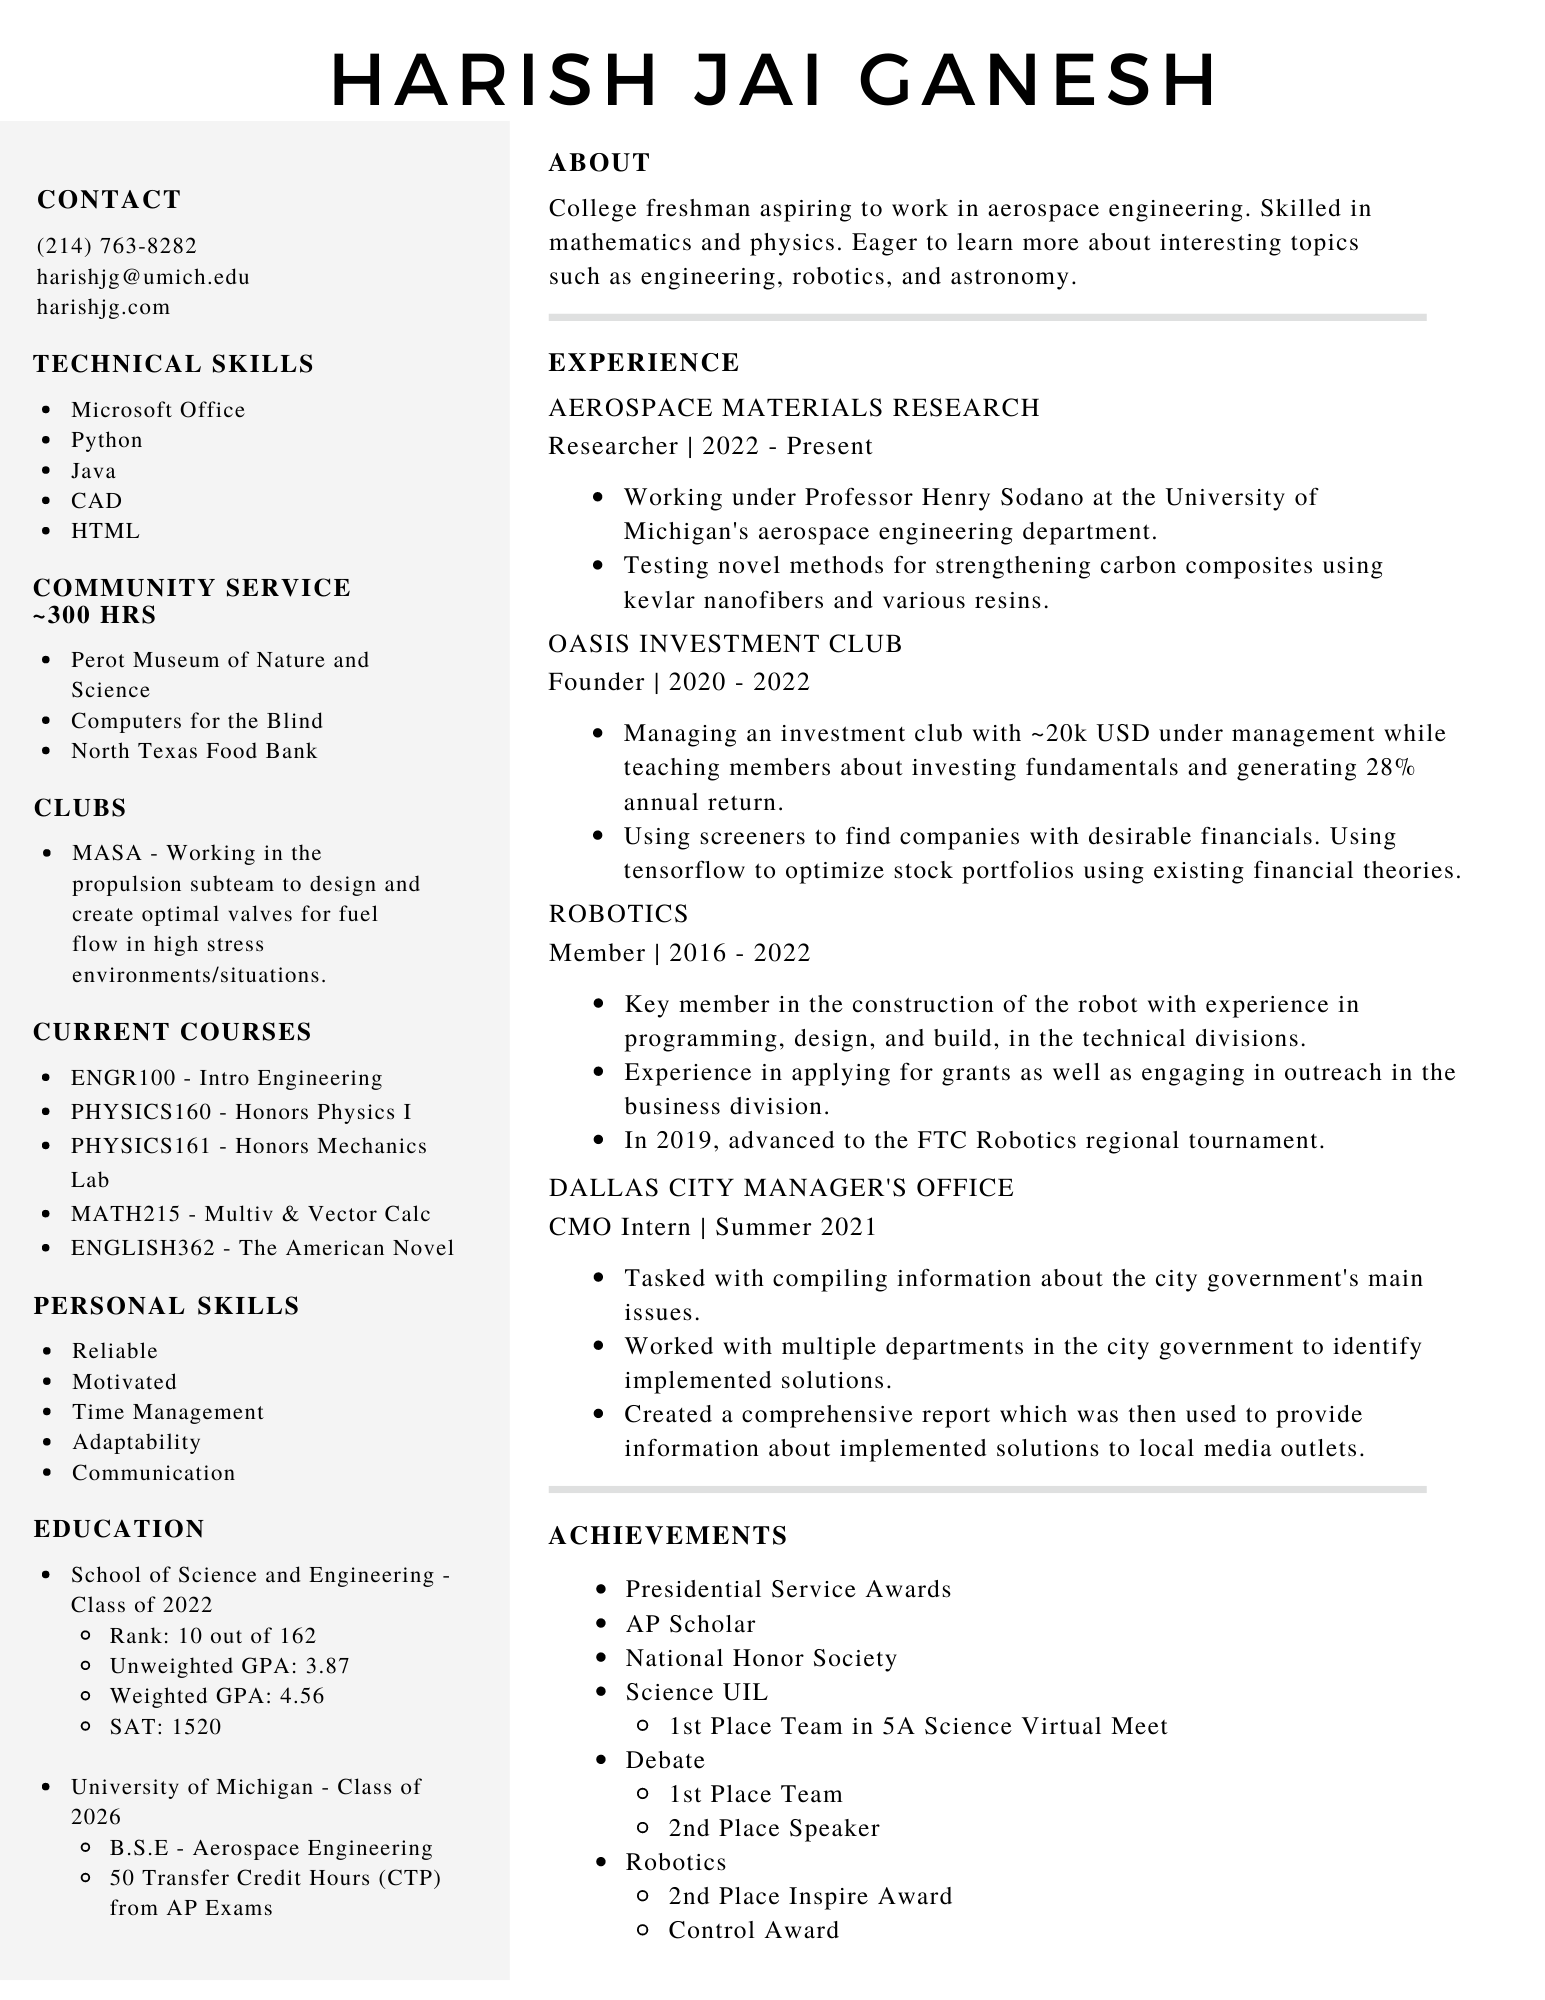 HARISH JAI GANESH
CONTACT
(214) 763-8282
harishjg@umich.edu
harishjg.com
TECHNICAL SKILLS
Microsoft Office
Python
Java
CAD
HTML
COMMUNITY SERVICE
~300 HRS
Perot Museum of Nature and
Science
Computers for the Blind
North Texas Food Bank
CLUBS
MASA - Working in the
propulsion subteam to design and
create optimal valves for fuel
flow in high stress
environments/situations.
CURRENT COURSES
ENGR100 - Intro Engineering
PHYSICS160 - Honors Physics I
PHYSICS161 - Honors Mechanics
Lab
MATH215 - Multiv & Vector Calc
ENGLISH362 - The American Novel
PERSONAL SKILLS
Reliable
Motivated
Time Management
Adaptability
Communication
EDUCATION
School of Science and Engineering -
Class of 2022
Rank: 10 out of 162
Unweighted GPA: 3.87
Weighted GPA: 4.56
SAT: 1520
University of Michigan - Class of
2026
B.S.E - Aerospace Engineering
50 Transfer Credit Hours (CTP)
from AP Exams
ABOUT
College freshman aspiring to work in aerospace engineering. Skilled in
mathematics and physics. Eager to learn more about interesting topics
such as engineering, robotics, and astronomy.
EXPERIENCE
AEROSPACE MATERIALS RESEARCH
Researcher | 2022 - Present
Working under Professor Henry Sodano at the University of
Michigan's aerospace engineering department.
Testing novel methods for strengthening carbon composites using
kevlar nanofibers and various resins.
OASIS INVESTMENT CLUB
Founder | 2020 - 2022
Managing an investment club with ~20k USD under management while
teaching members about investing fundamentals and generating 28%
annual return.
Using screeners to find companies with desirable financials. Using
tensorflow to optimize stock portfolios using existing financial theories.
ROBOTICS
Member | 2016 - 2022
Key member in the construction of the robot with experience in
programming, design, and build, in the technical divisions.
Experience in applying for grants as well as engaging in outreach in the
business division.
In 2019, advanced to the FTC Robotics regional tournament.
DALLAS CITY MANAGER'S OFFICE
CMO Intern | Summer 2021
Tasked with compiling information about the city government's main
issues.
Worked with multiple departments in the city government to identify
implemented solutions.
Created a comprehensive report which was then used to provide
information about implemented solutions to local media outlets.
ACHIEVEMENTS
Presidential Service Awards
AP Scholar
National Honor Society
Science UIL
1st Place Team in 5A Science Virtual Meet
Debate
1st Place Team
2nd Place Speaker
Robotics
2nd Place Inspire Award
Control Award